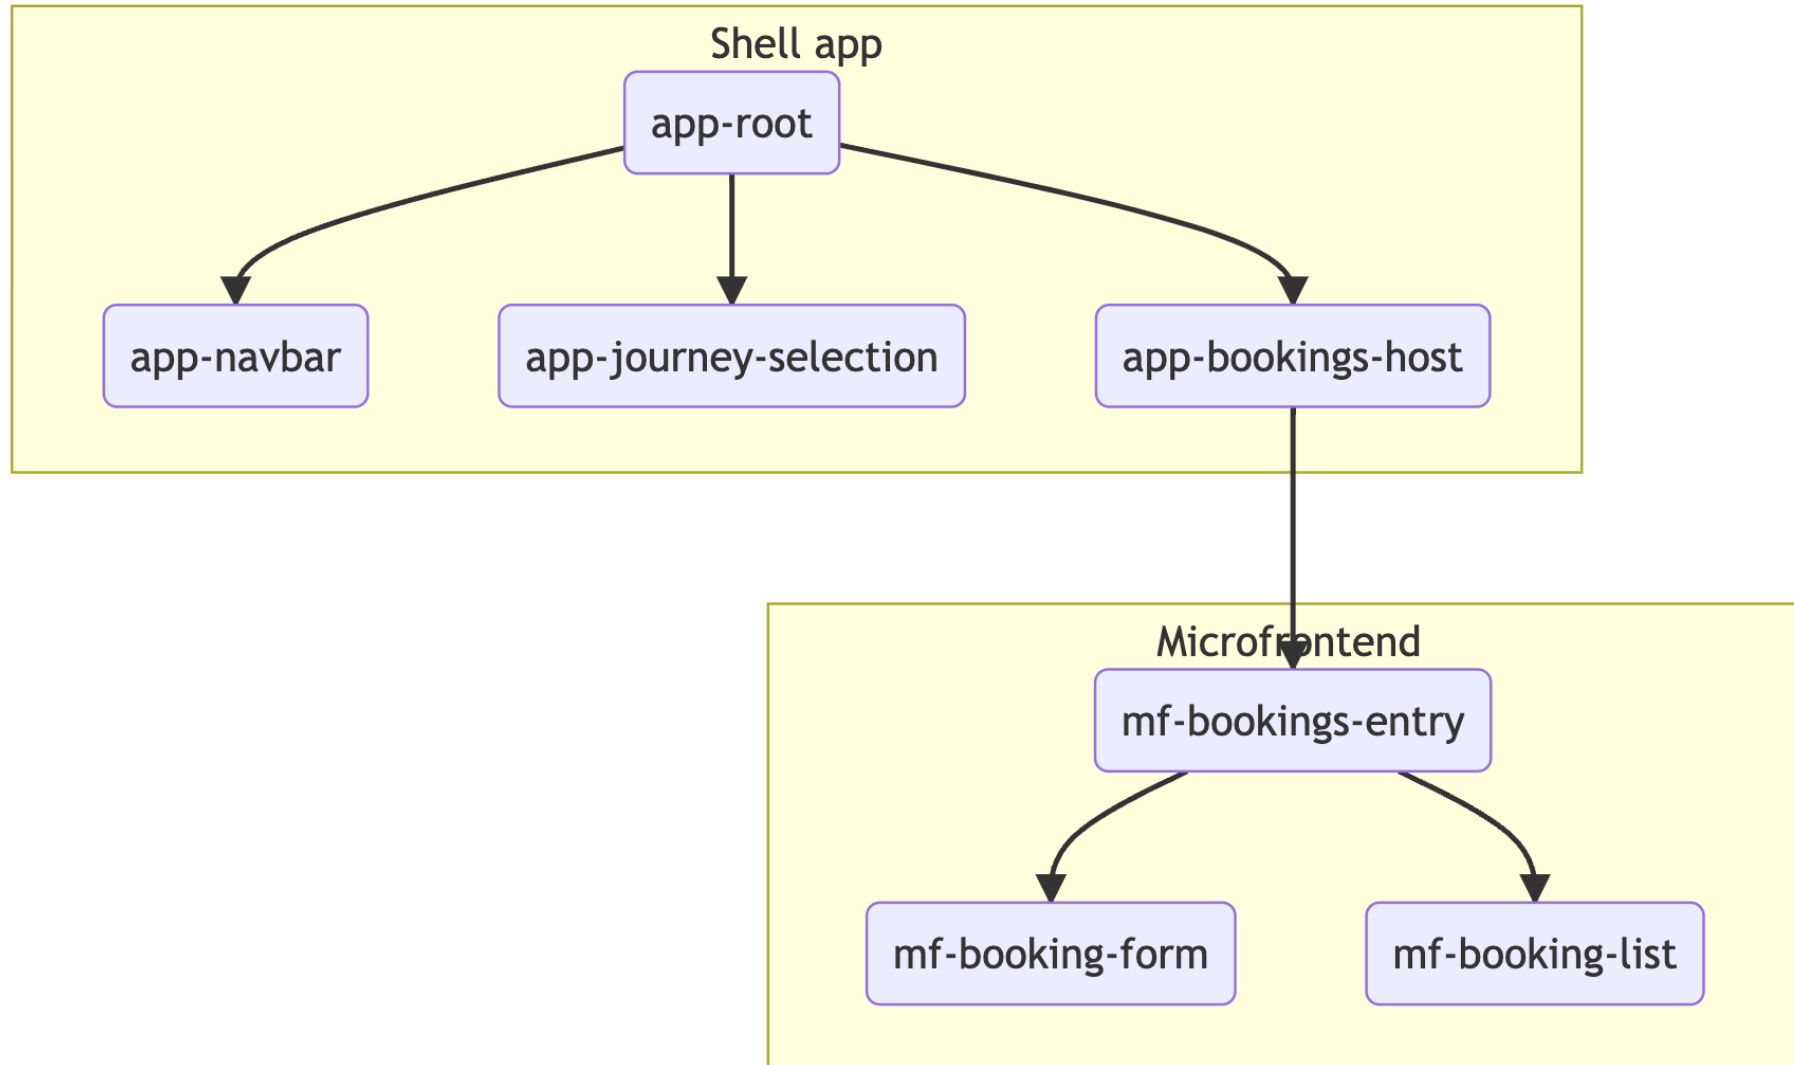 Shell app
app-root
app-navbar
app-journey-selection
app-bookings-host
Microfrontend
mf-bookings-entry
mf-booking-form
mf-booking-list